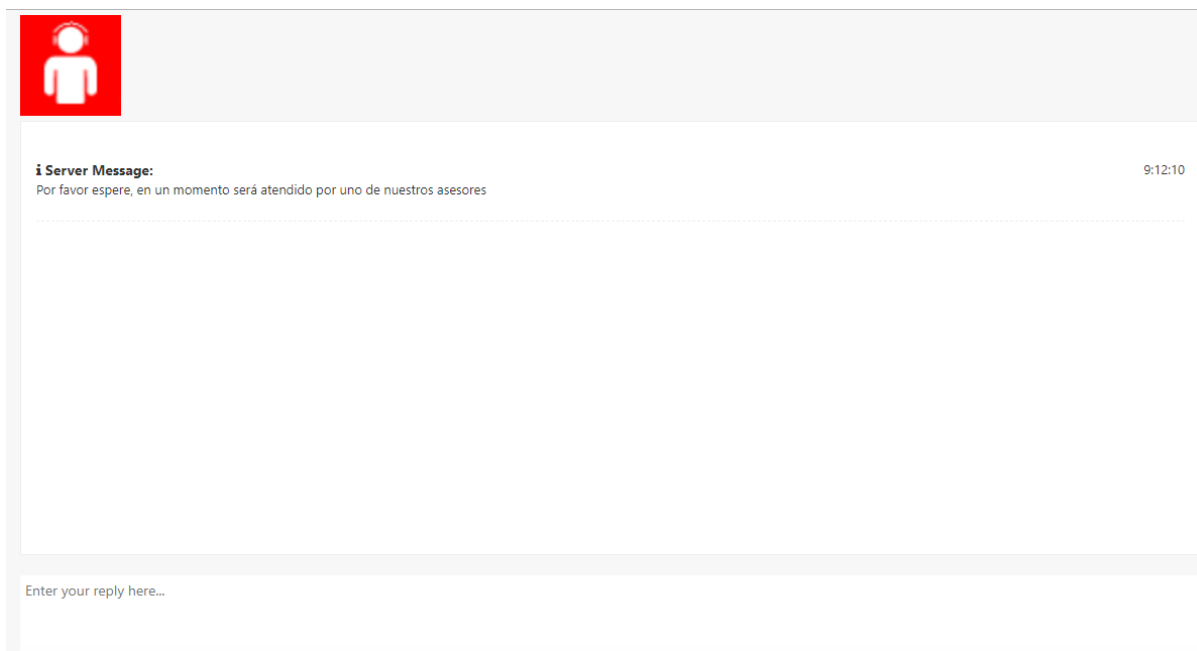 i Server Message:
9:12:10
Por favor espere, en un momento será atendido por uno de nuestros asesores
Enter your reply here...